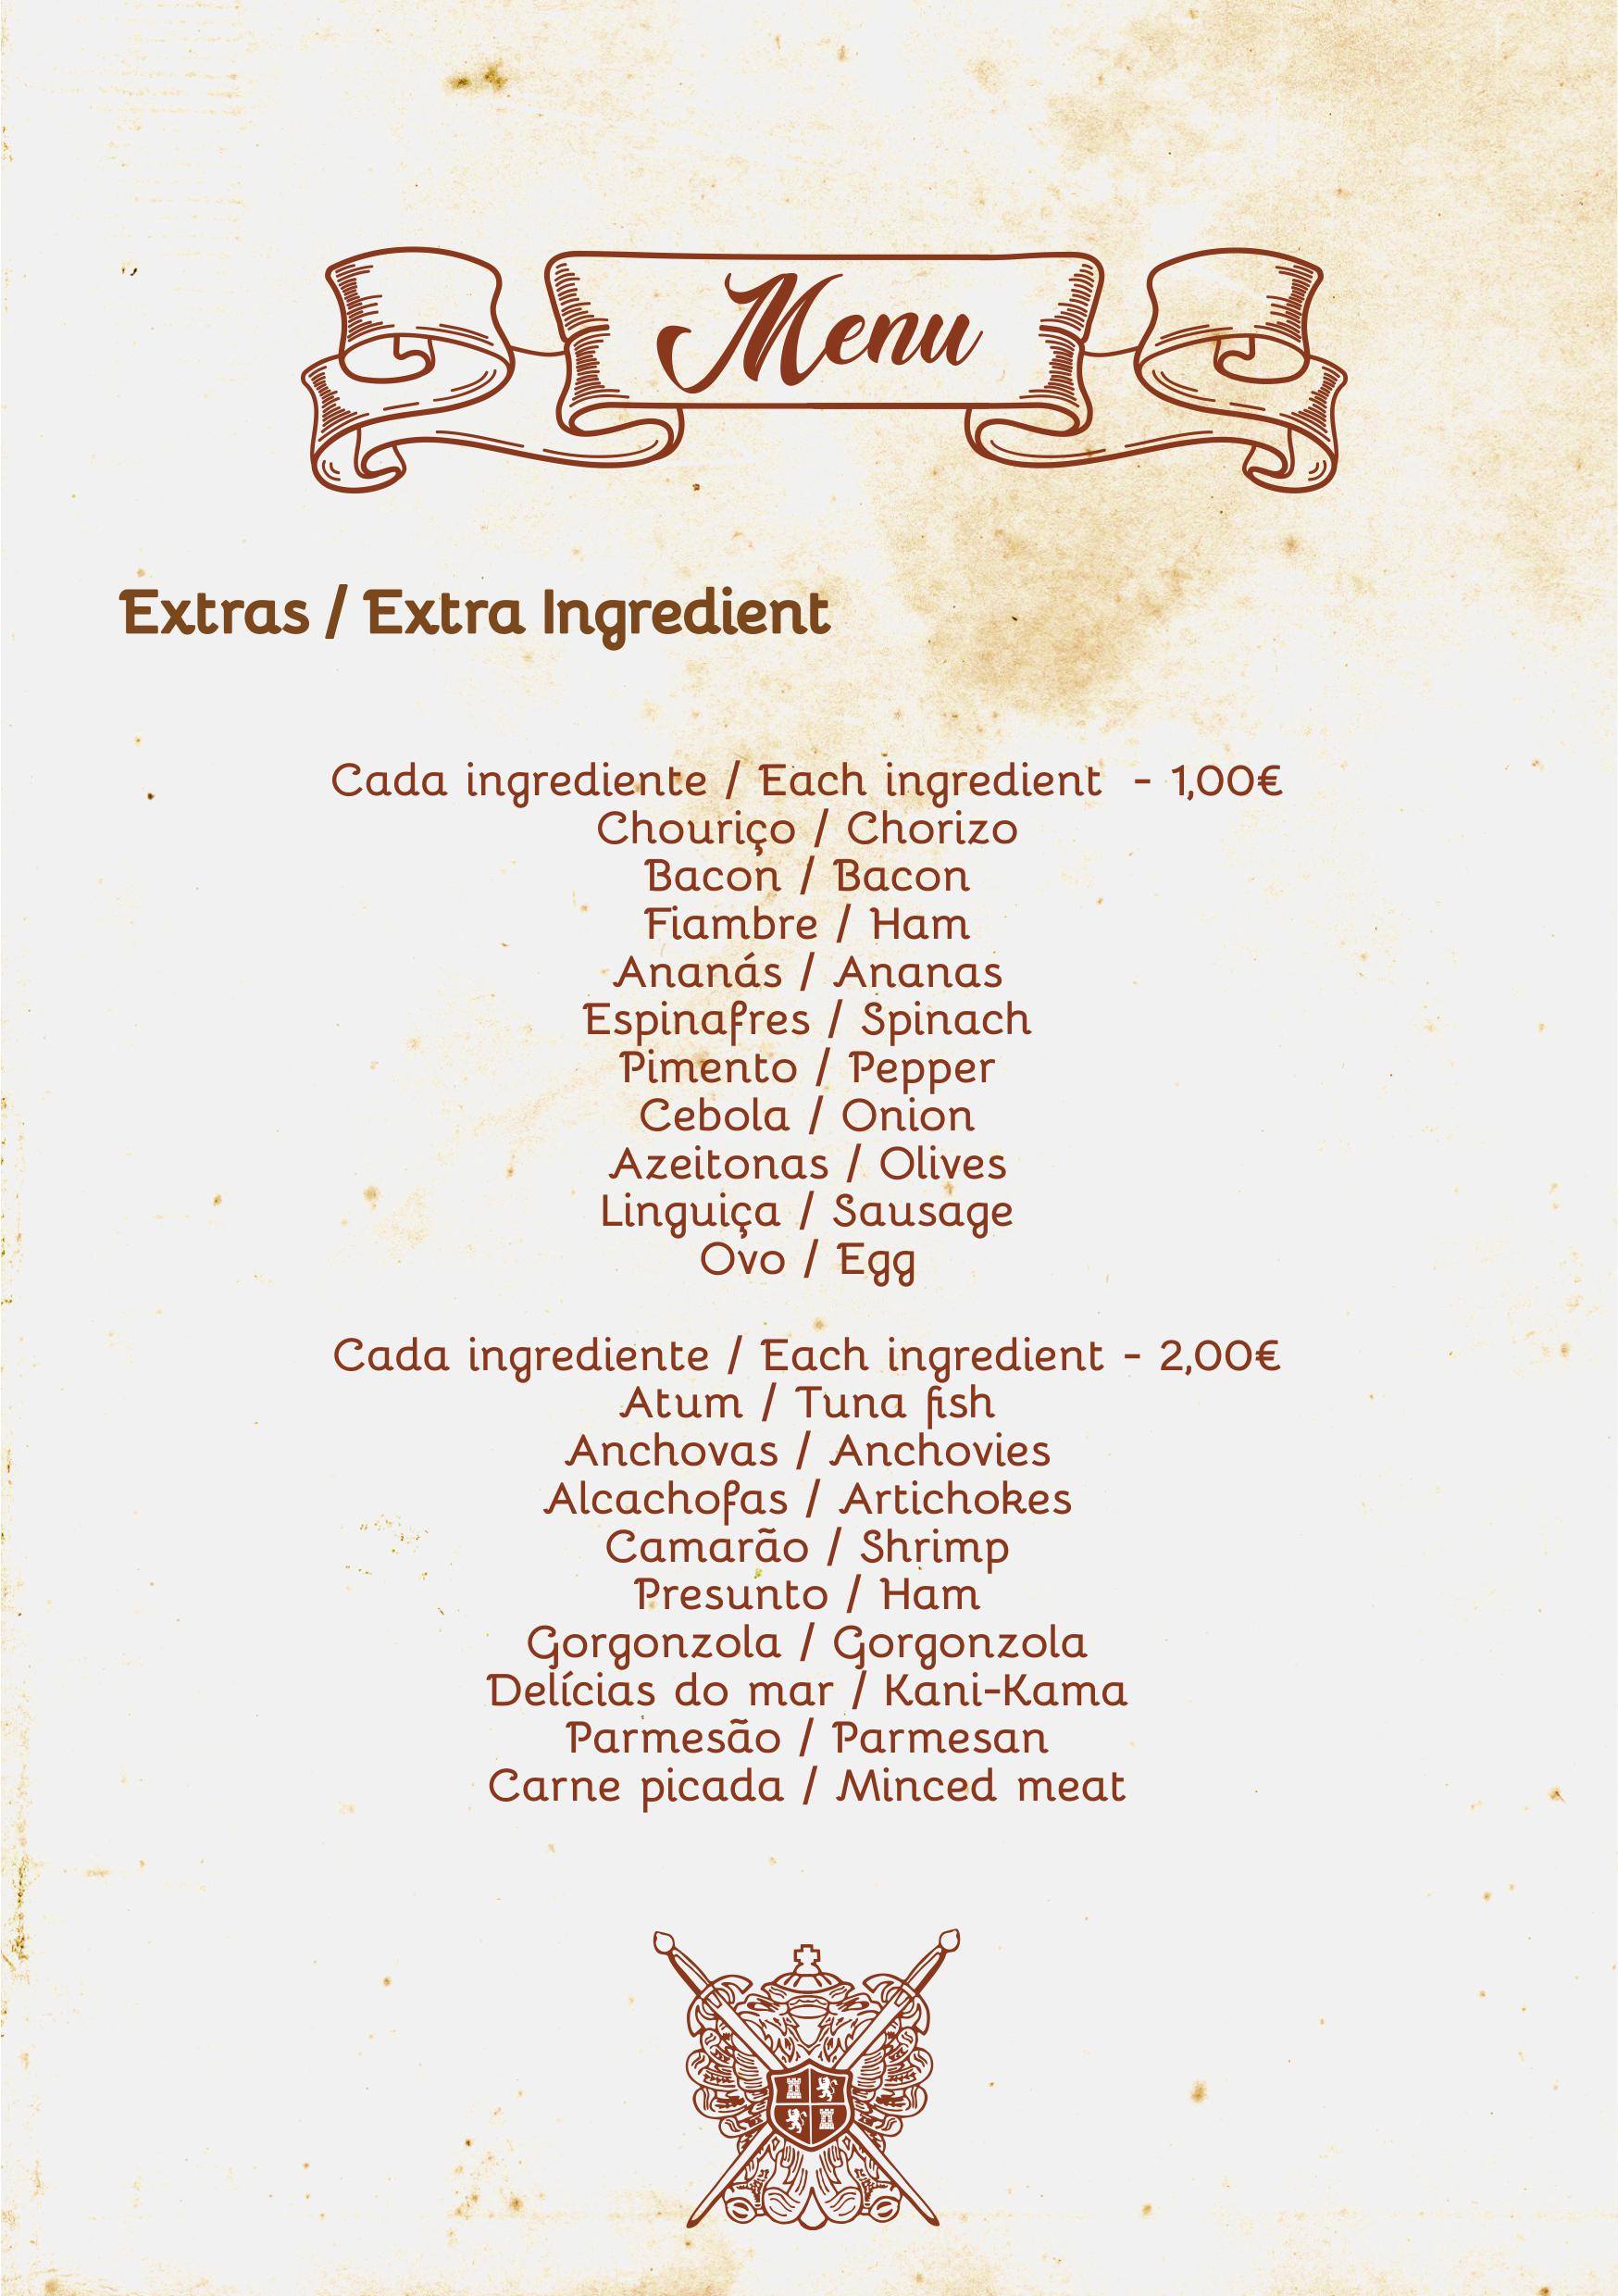 Menu
Extras / Extra Ingredient
Cada ingrediente / Each ingredient - 1,00€
Chouriço / Chorizo
Bacon / Bacon
Fiambre / Ham
Ananás / Ananas
Espinafres / Spinach
Pimento / Pepper
Cebola / Onion
Azeitonas / Olives
Linguiça / Sausage
Ovo / Egg
Cada ingrediente / Each ingredient - 2,00€
Atum / Tuna fish
Anchovas / Anchovies
Alcachofas / Artichokes
Camarão / Shrimp
Presunto / Ham
Gorgonzola / Gorgonzola
Delícias do mar / Kani-Kama
Parmesão / Parmesan
Carne picada / Minced meat